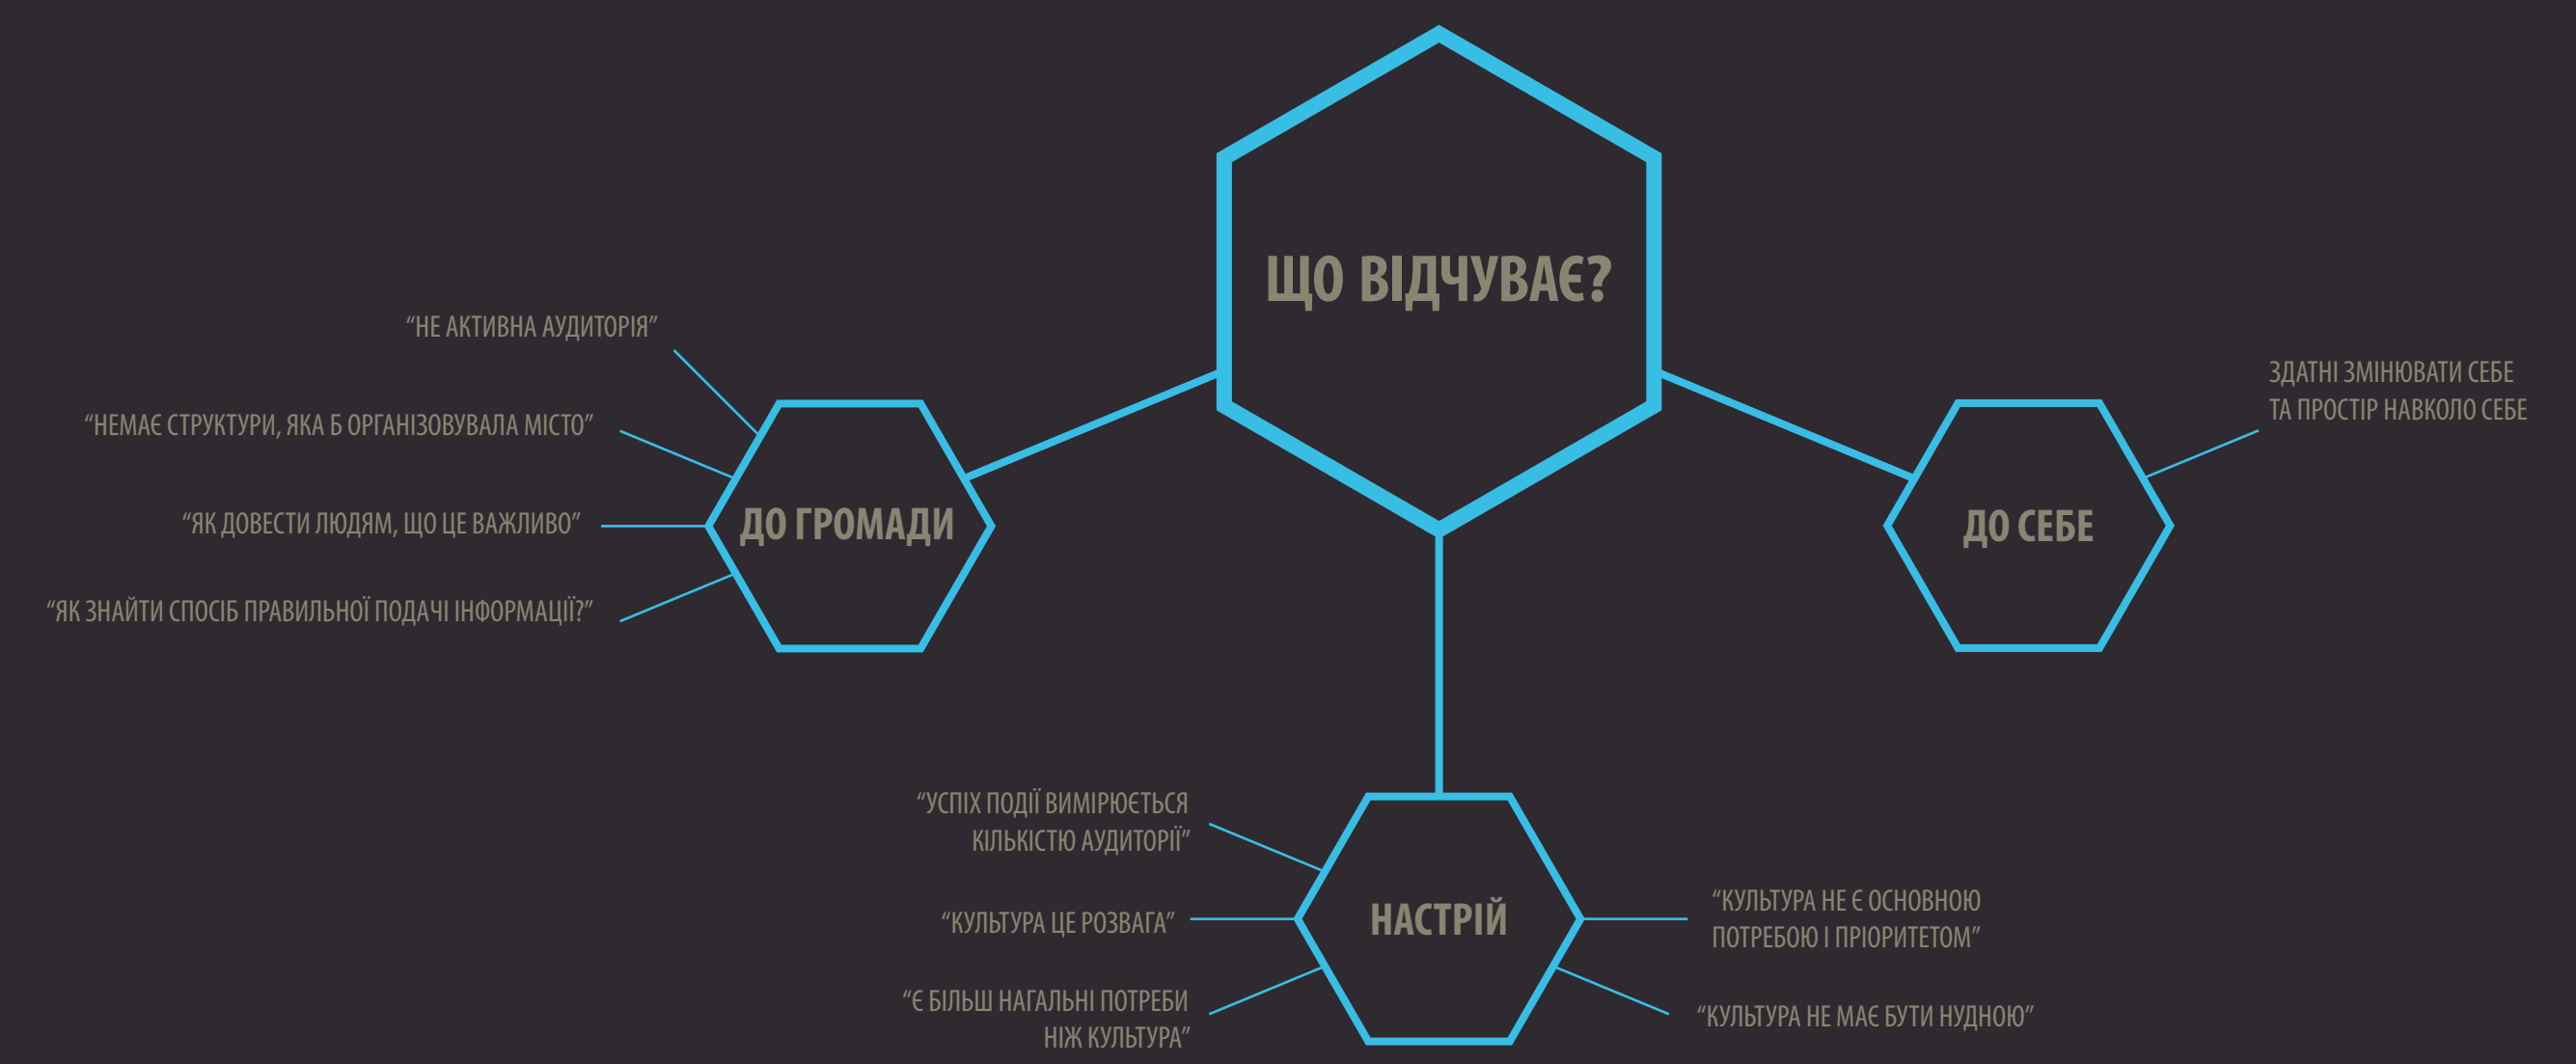 ЩО ВІДЧУВАЄ?
“НЕ АКТИВНА АУДИТОРІЯ”
“НЕМАЄ СТРУКТУРИ, ЯКА Б ОРГАНІЗОВУВАЛА МІСТО”
“ЯК ДОВЕСТИ ЛЮДЯМ, ЩО ЦЕ ВАЖЛИВО”
“ЯК ЗНАЙТИ СПОСІБ ПРАВИЛЬНОЇ ПОДАЧІ ІНФОРМАЦІЇ?”
ДО ГРОМАДИ
ЗДАТНІ ЗМІНЮВАТИ СЕБЕ
ТА ПРОСТІР НАВКОЛО СЕБЕ
ДО СЕБЕ
“УСПІХ ПОДІЇ ВИМІРЮЄТЬСЯ
КІЛЬКІСТЮ АУДИТОРІЇ”
“КУЛЬТУРА ЦЕ РОЗВАГА”
“Є БІЛЬШ НАГАЛЬНІ ПОТРЕБИ
НІЖ КУЛЬТУРА”
НАСТРІЙ
“КУЛЬТУРА НЕ Є ОСНОВНОЮ
ПОТРЕБОЮ І ПРІОРИТЕТОМ”
“КУЛЬТУРА НЕ МАЄ БУТИ НУДНОЮ”